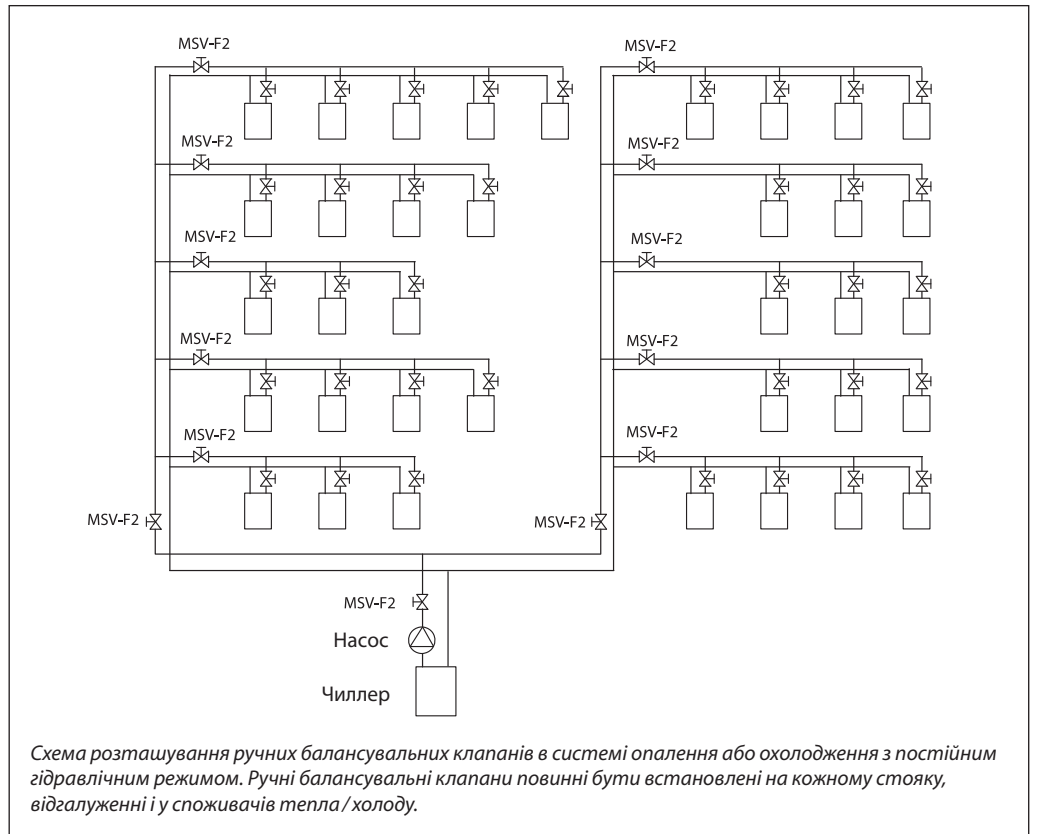 MSV-F2
MSV-F2
MSV-F2
MSV-F2
MSV-F2
MSV-F2
MSV-F2
MSV-F2
MSV-F2
MSV-F2
MSV-F2
MSV-F2
MSV-F2
Насос
Чиллер
Схема розташування ручних балансувальних клапанів в системі опалення або охолодження з постійним
гідравлічним режимом. Ручні балансувальні клапани повинні бути встановлені на кожному стояку,
відгалуженні і у споживачів тепла / холоду.